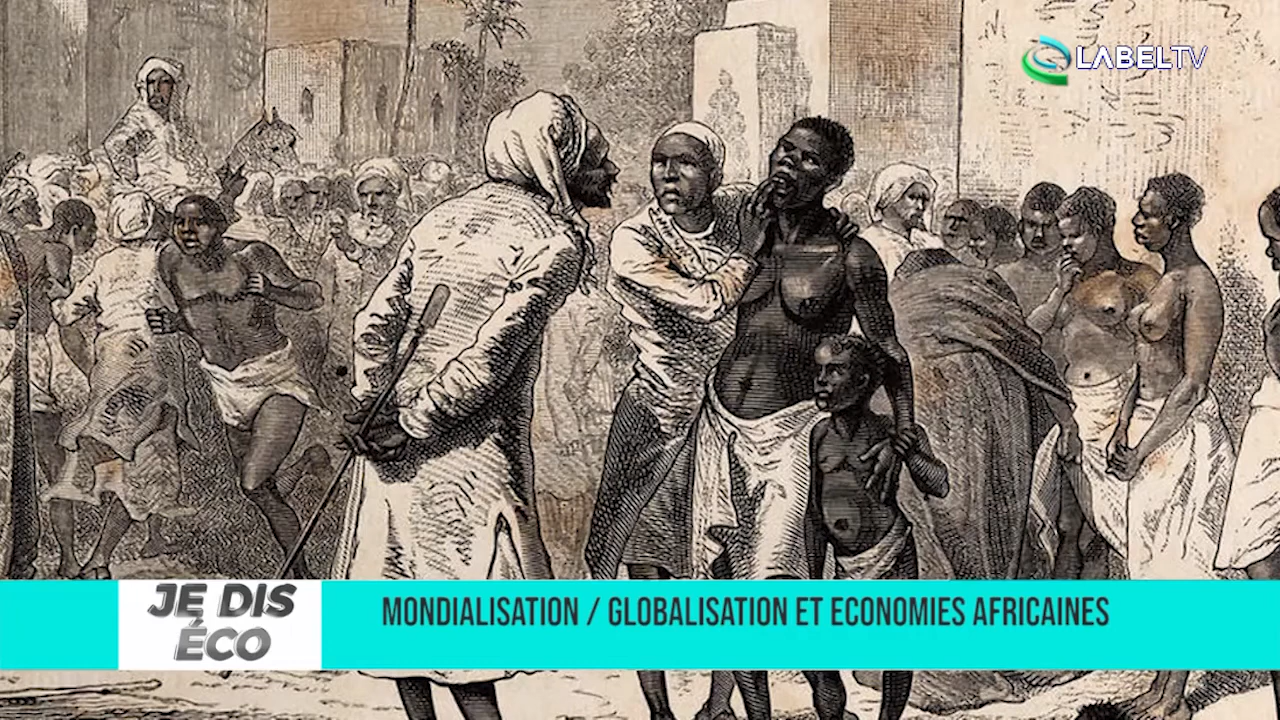 LABELTV
JE DIS
ÉCO
MONDIALISATION / GLOBALISATION ET ECONOMIES AFRICAINES